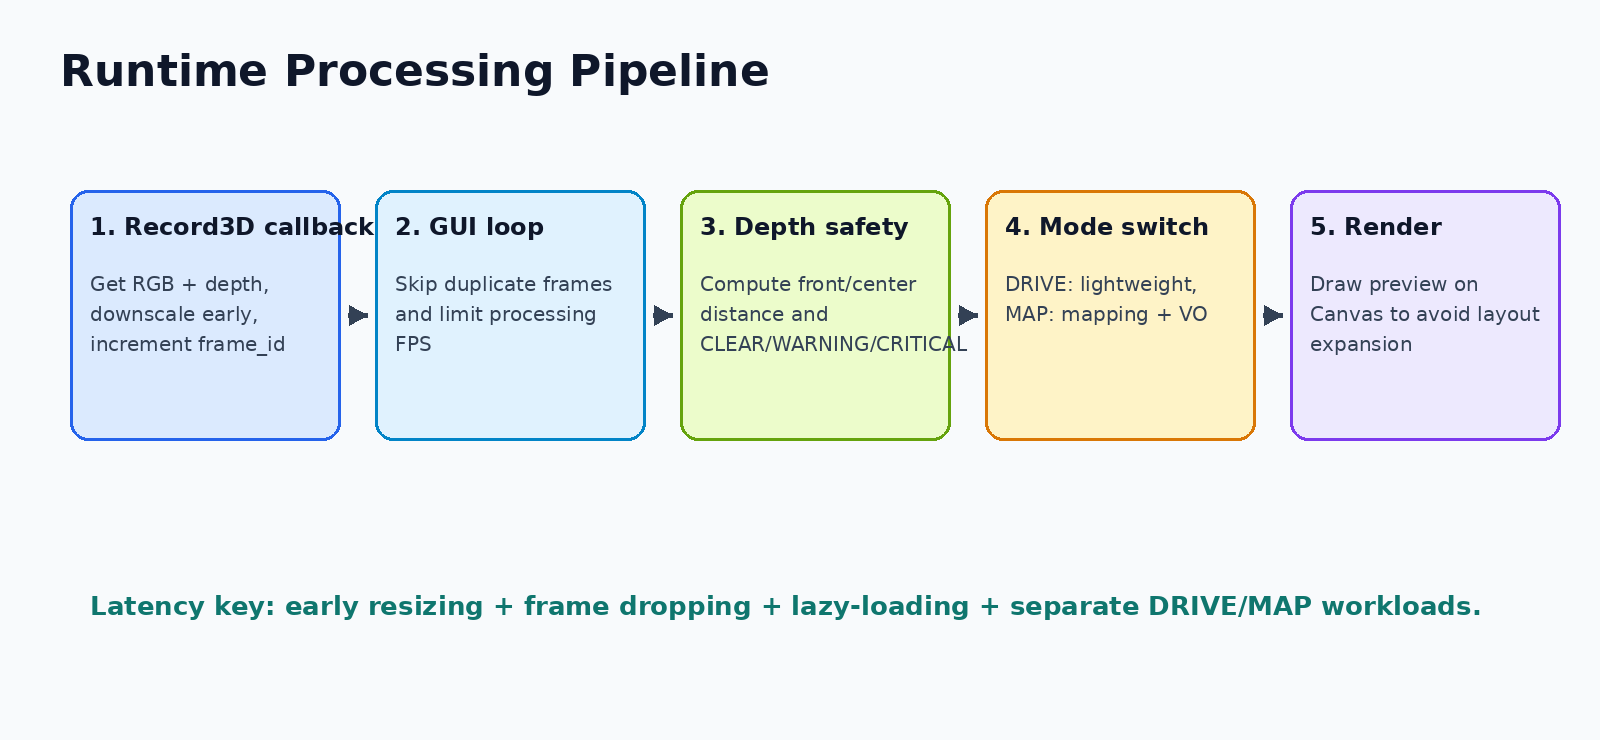 Runtime Processing Pipeline
1. Record3D callback
Get RGB + depth,
downscale early,
increment frame_id
2. GUI loop
Skip duplicate frames
and limit processing
FPS
3. Depth safety
Compute front/center
distance and
CLEAR/WARNING/CRITICAL
4. Mode switch
DRIVE: lightweight,
MAP: mapping + VO
5. Render
Draw preview on
Canvas to avoid layout
expansion
Latency key: early resizing + frame dropping + lazy-loading + separate DRIVE/MAP workloads.